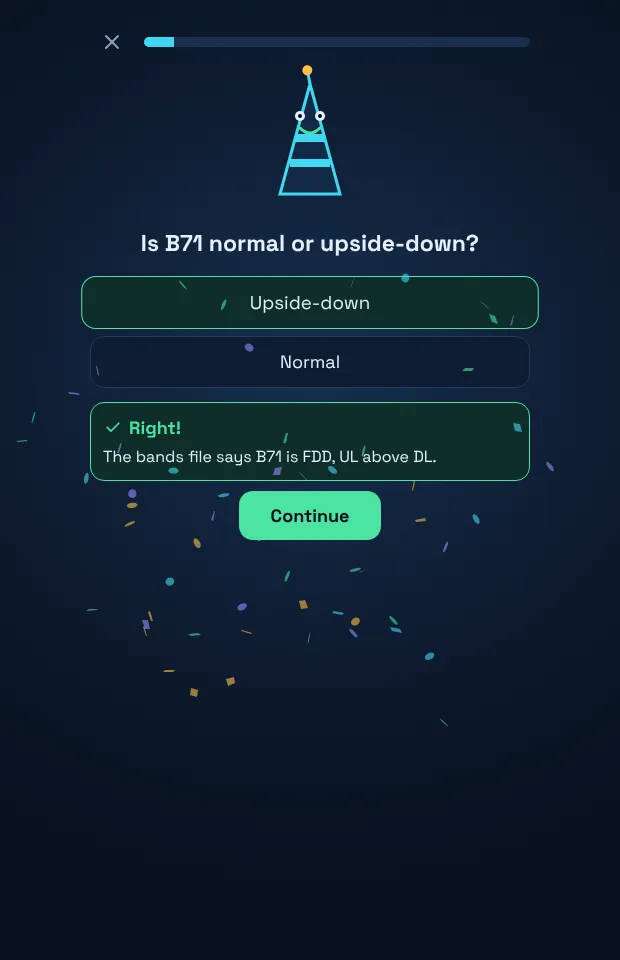 Is B71 normal or upside-down?
Upside-down
Normal
Right!
The bands file says B71 is FDD, UL above DL.
Continue